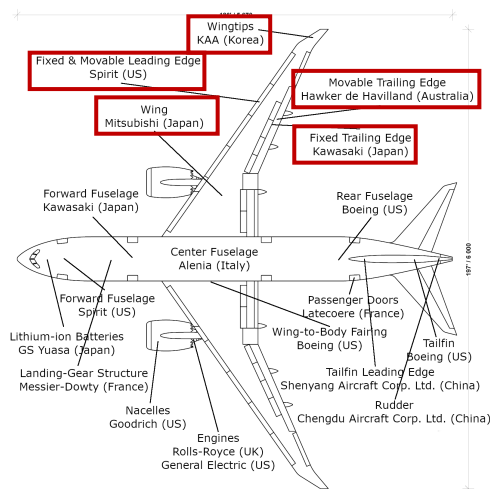 Wingtips
KAA (Korea)
Fixed & Movable Leading Edge
Spirit (US)
Movable Trailing Edge
Hawker de Havilland (Australia)
Wing
Mitsubishi (Japan)
Fixed Trailing Edge
Kawasaki (Japan)
Forward Fuselage
Kawasaki (Japan)
Rear Fuselage
Boeing (US)
Center Fuselage
Alenia (Italy)
197' / 6 000
Forward Fuselage
Spirit (US)
Passenger Doors
Latecoere (France)
Lithium-ion Batteries
GS Yuasa (Japan)
Wing-to-Body Fairing
Boeing (US)
Tailfin
Boeing (US)
Landing-Gear Structure
Messier-Dowty (France)
Tailfin Leading Edge
Shenyang Aircraft Corp. Ltd. (China)
Nacelles
Goodrich (US)
Rudder
Chengdu Aircraft Corp. Ltd. (China)
Engines
Rolls-Royce (UK)
General Electric (US)